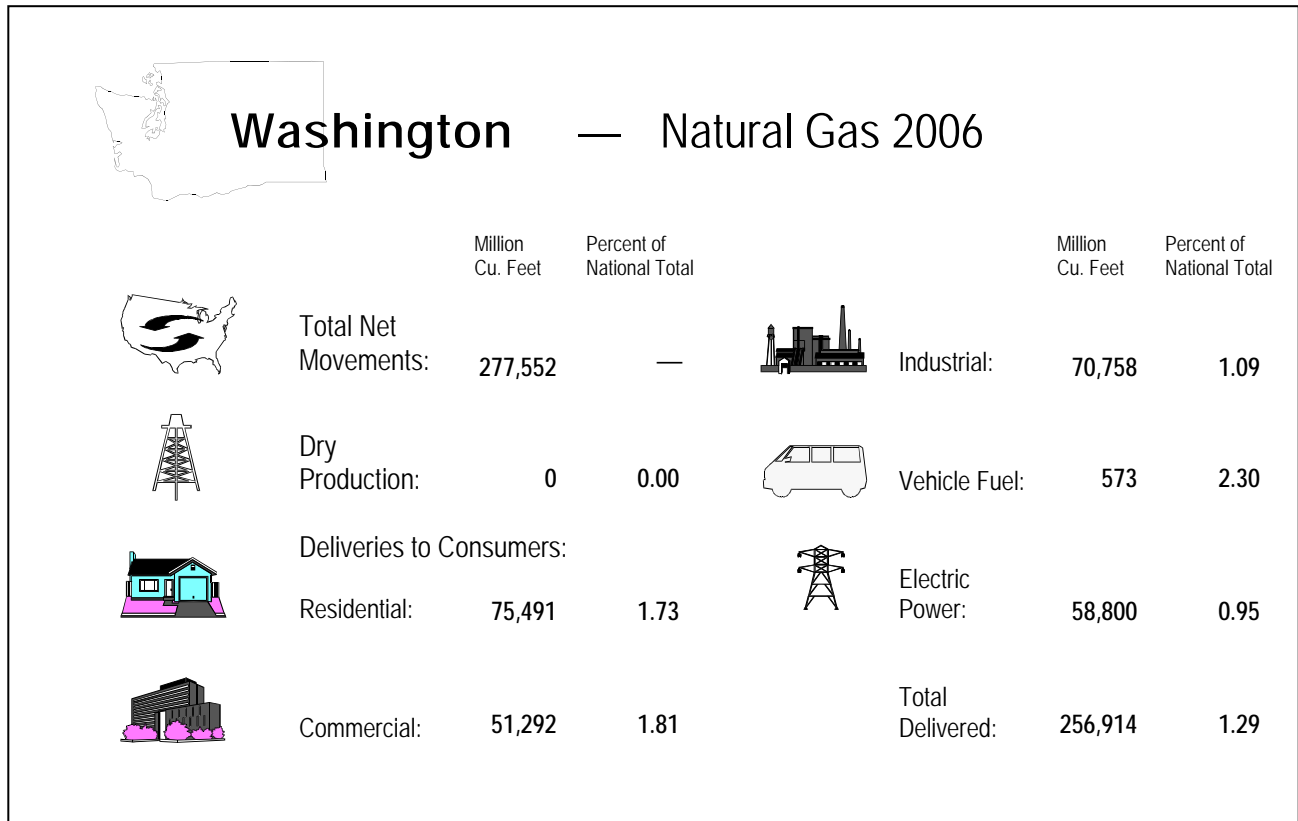 Washington — Natural Gas 2006
Million
Cu. Feet
Percent of
National Total
Total Net
Movements: 277,552 —
Dry
Production: 0 0.00
Deliveries to Consumers:
Residential: 75,491 1.73
Commercial: 51,292 1.81
Million
Cu. Feet
Percent of
National Total
Industrial: 70,758 1.09
Vehicle Fuel: 573 2.30
Electric
Power: 58,800 0.95
Total
Delivered: 256,914 1.29